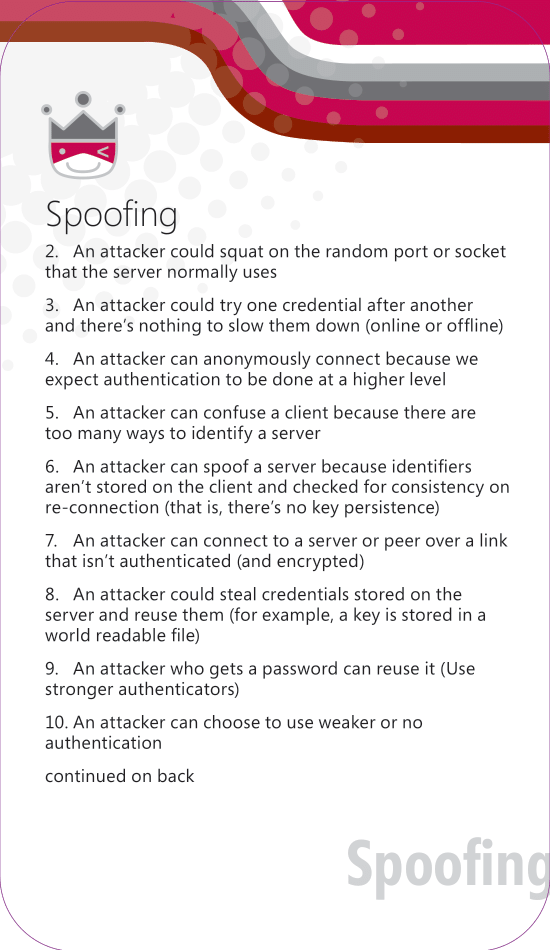 Spoofing
2. An attacker could squat on the random port or socket
that the server normally uses
3. An attacker could try one credential after another
and there’s nothing to slow them down (online or offline)
4. An attacker can anonymously connect because we
expect authentication to be done at a higher level
5. An attacker can confuse a client because there are
too many ways to identify a server
6. An attacker can spoof a server because identifiers
aren’t stored on the client and checked for consistency on
re-connection (that is, there’s no key persistence)
7. An attacker can connect to a server or peer over a link
that isn’t authenticated (and encrypted)
8. An attacker could steal credentials stored on the
server and reuse them (for example, a key is stored in a
world readable file)
9. An attacker who gets a password can reuse it (Use
stronger authenticators)
10. An attacker can choose to use weaker or no
authentication
continued on back
Spoofing